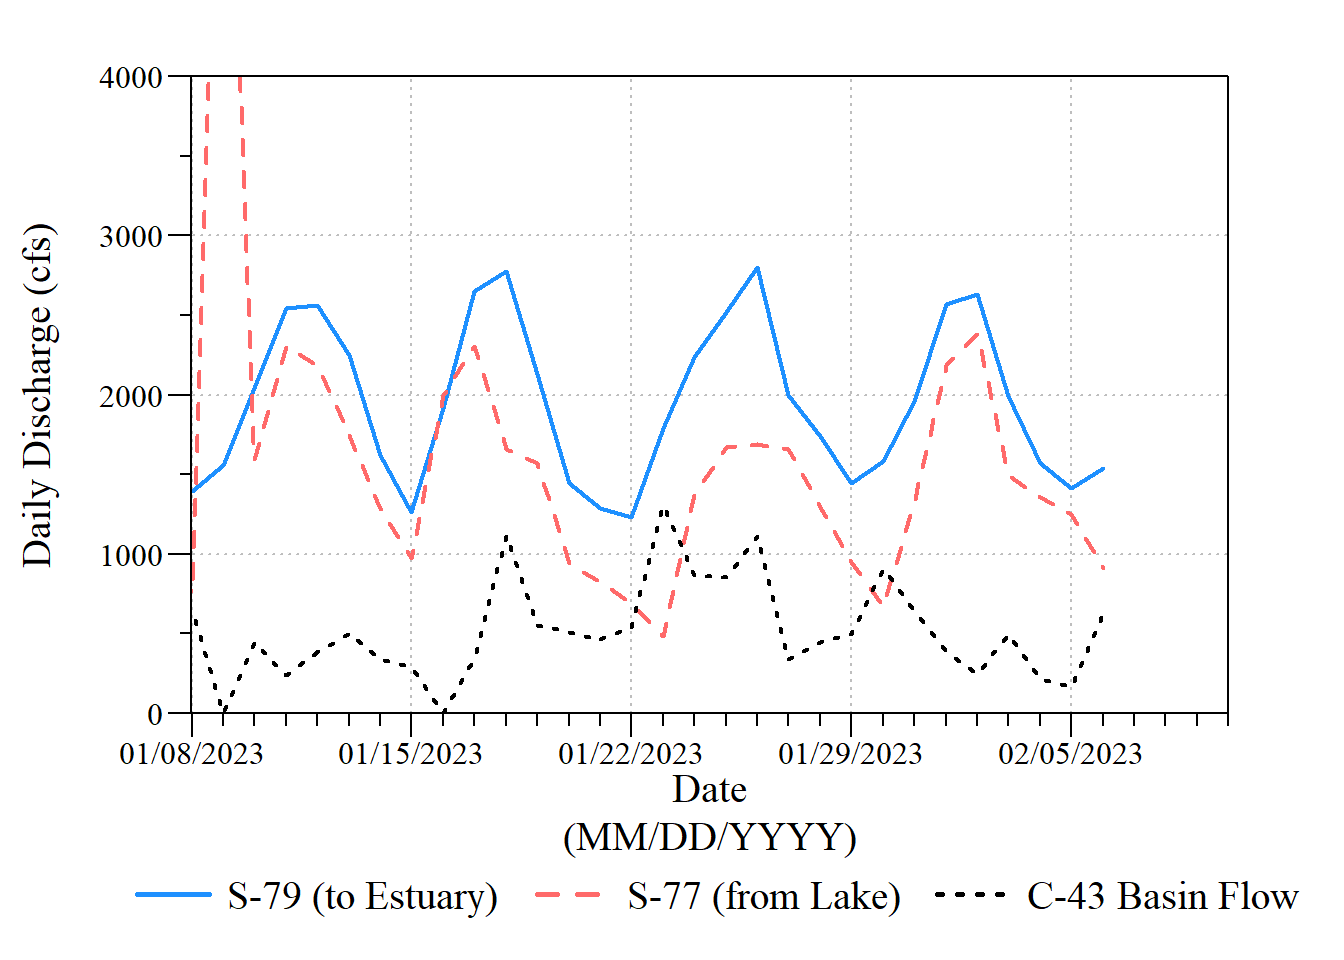 4000
3000
2000
1000
0
Daily Discharge (cfs)
01/08/2023 01/15/2023 01/22/2023 01/29/2023 02/05/2023
Date
(MM/DD/YYYY)
S-79 (to Estuary) S-77 (from Lake) C-43 Basin Flow